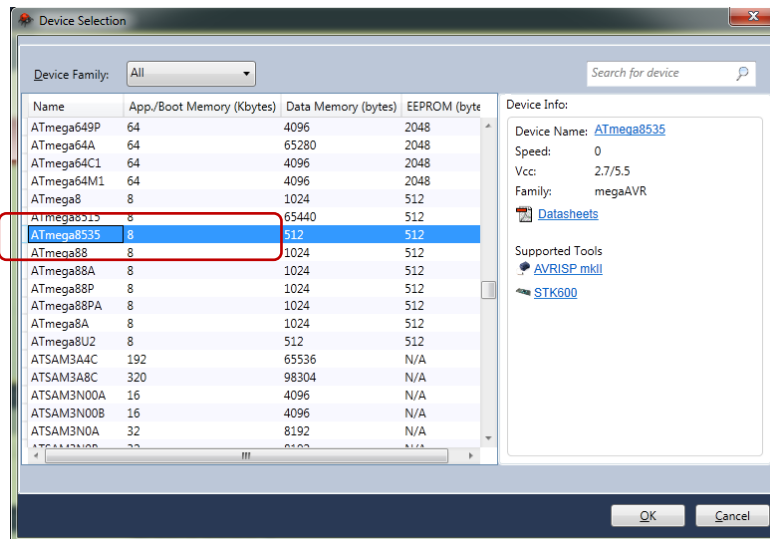 Device Selection
Device Family: All
Search for device
Name App./Boot Memory (Kbytes) Data Memory (bytes) EEPROM (byte
ATmega649P 64 4096 2048
ATmega64A 64 65280 2048
ATmega64C1 64 4096 2048
ATmega64M1 64 4096 2048
ATmega8 8 1024 512
ATmega8515 8 65440 512
ATmega8535 8 512 512
ATmega88 8 1024 512
ATmega88A 8 1024 512
ATmega88P 8 1024 512
ATmega88PA 8 1024 512
ATmega8A 8 1024 512
ATmega8U2 8 512 512
ATSAM3A4C 192 65536 N/A
ATSAM3A8C 320 98304 N/A
ATSAM3N00A 16 4096 N/A
ATSAM3N00B 16 4096 N/A
ATSAM3N0A 32 8192 N/A
Device Info:
Device Name: ATmega8535
Speed: 0
Vcc: 2.7/5.5
Family: megaAVR
Datasheets
Supported Tools
AVRISP mkII
STK600
OK Cancel